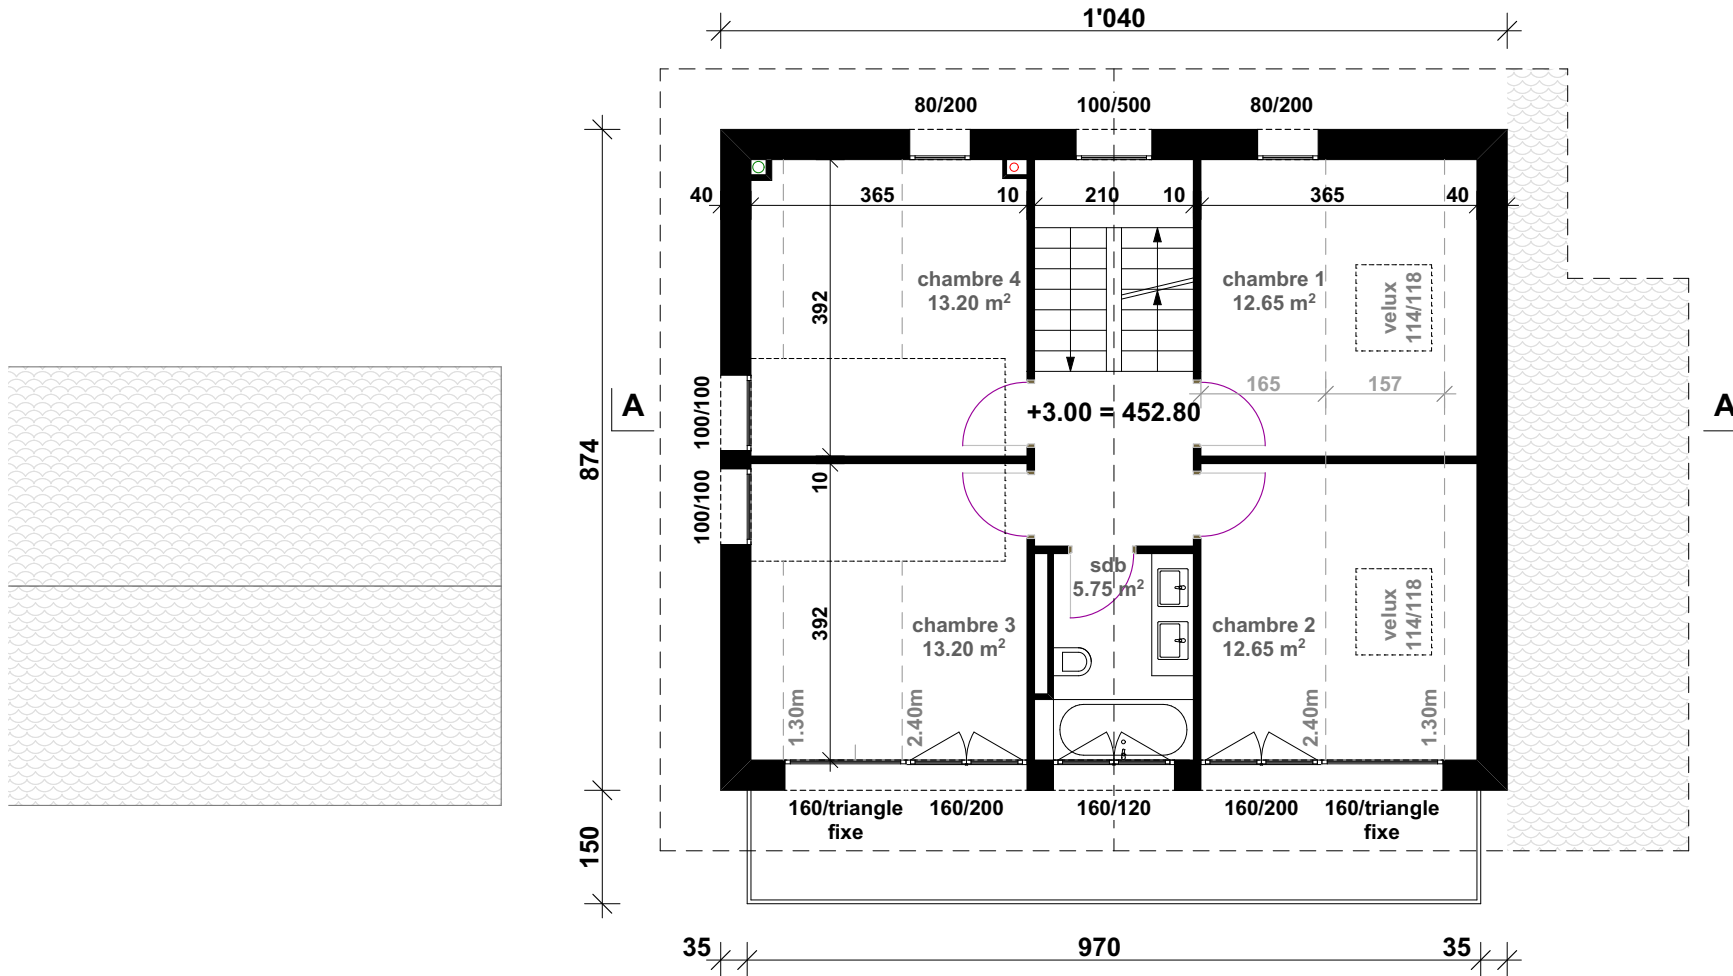 1'040
80/200
100/500
80/200
40
365
10
210
10
365
40
chambre 4
13.20 m²
chambre 1
12.65 m²
velux
114/118
392
165
157
A
100/100
+3.00 = 452.80
A
874
10
100/100
sdb
5.75 m²
392
chambre 3
13.20 m²
chambre 2
12.65 m²
velux
114/118
1.30m
2.40m
2.40m
1.30m
160/triangle
fixe
160/200
160/120
160/200
160/triangle
fixe
150
35
970
35